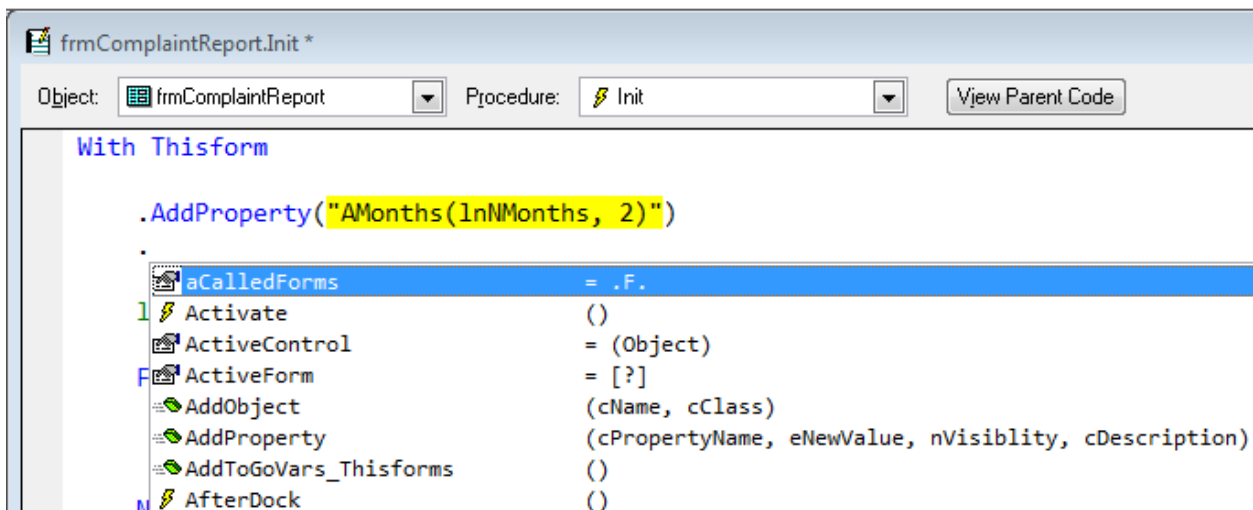 frmComplaintReport.Init *
Object: frmComplaintReport Procedure: Init View Parent Code
With Thisform
.AddProperty("AMonths(lnNMonths, 2)")
.
aCalledForms = .F.
l Activate ()
ActiveControl = (Object)
F ActiveForm = [?]
AddObject (cName, cClass)
AddProperty (cPropertyName, eNewValue, nVisiblity, cDescription)
AddToGoVars_Thisforms ()
N AfterDock ()